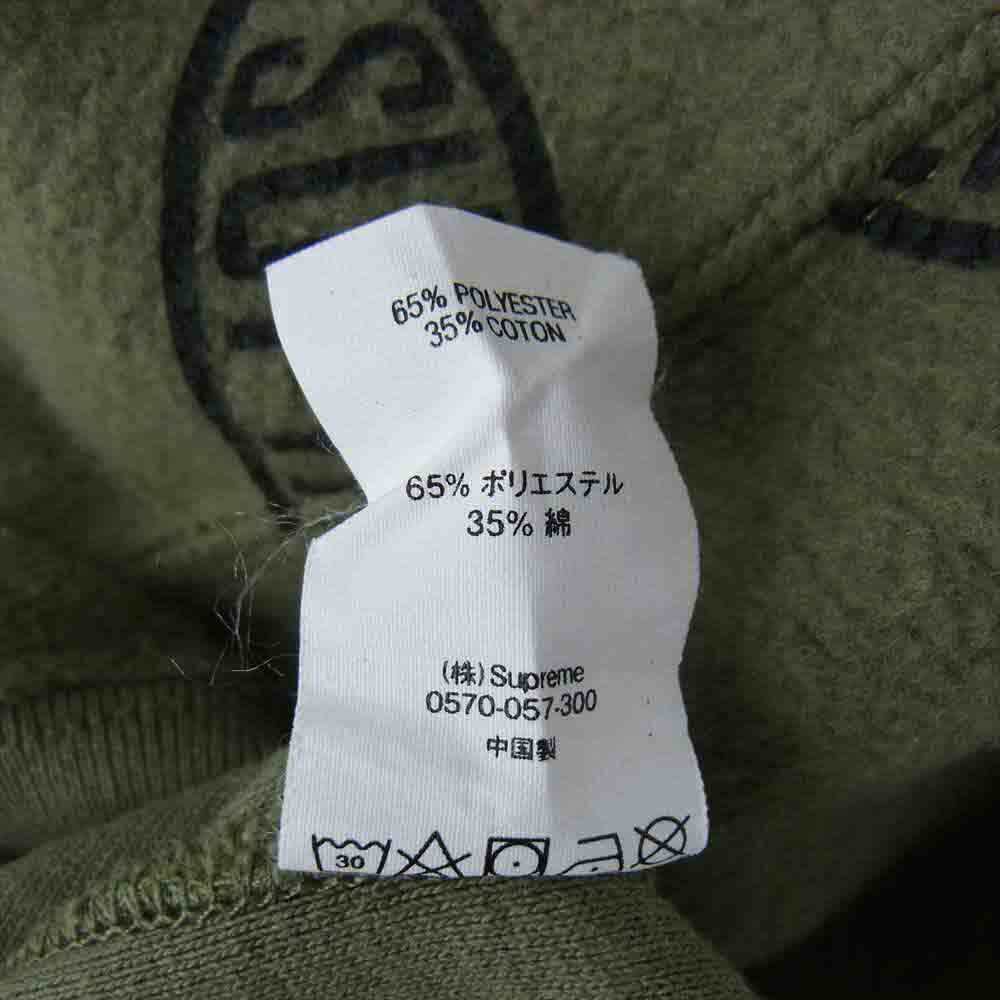 65% POLYESTER
35% COTON
65% ポリエステル
35% 綿
(株) Supreme
0570-057-300
中国製
30